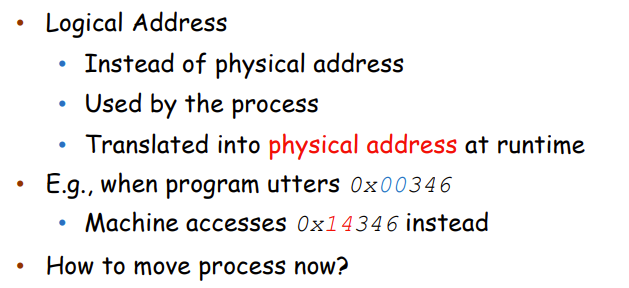 • Logical Address
• Instead of physical address
• Used by the process
• Translated into physical address at runtime
• E.g., when program utters 0x00346
• Machine accesses 0x14346 instead
• How to move process now?